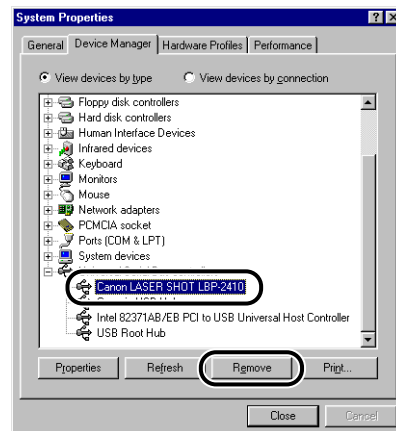 System Properties
General Device Manager Hardware Profiles Performance
View devices by type View devices by connection
Floppy disk controllers
Hard disk controllers
Human Interface Devices
Infrared devices
Keyboard
Monitors
Mouse
Network adapters
PCMCIA socket
Ports (COM & LPT)
System devices
Canon LASER SHOT LBP-2410
Intel 82371AB/EB PCI to USB Universal Host Controller
USB Root Hub
Properties Refresh Remove Print...
Close Cancel